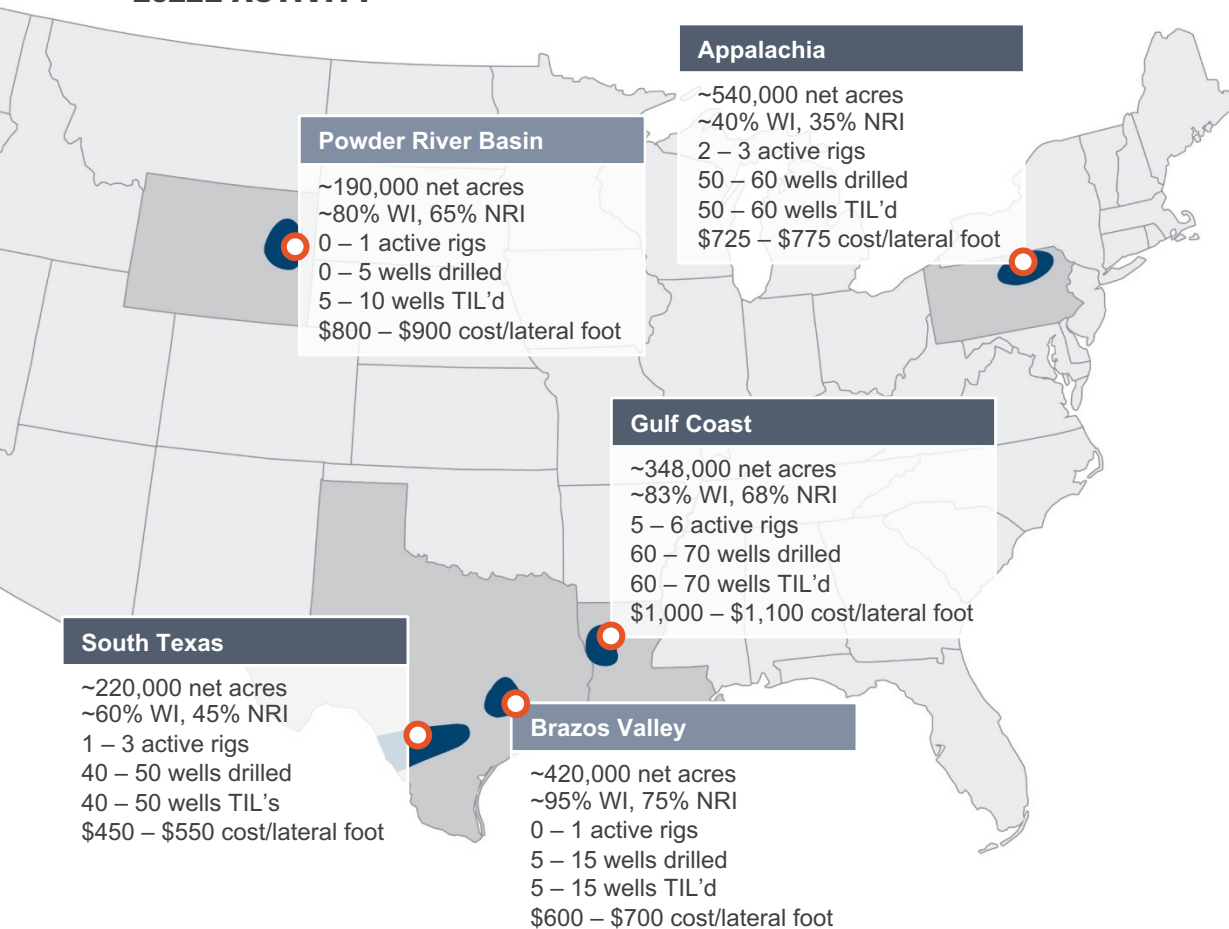 Appalachia
~540,000 net acres
~40% WI, 35% NRI
2 – 3 active rigs
50 – 60 wells drilled
50 – 60 wells TIL'd
$725 – $775 cost/lateral foot
Powder River Basin
~190,000 net acres
~80% WI, 65% NRI
0 – 1 active rigs
0 – 5 wells drilled
5 – 10 wells TIL'd
$800 – $900 cost/lateral foot
Gulf Coast
~348,000 net acres
~83% WI, 68% NRI
5 – 6 active rigs
60 – 70 wells drilled
60 – 70 wells TIL'd
$1,000 – $1,100 cost/lateral foot
South Texas
~220,000 net acres
~60% WI, 45% NRI
1 – 3 active rigs
40 – 50 wells drilled
40 – 50 wells TIL's
$450 – $550 cost/lateral foot
Brazos Valley
~420,000 net acres
~95% WI, 75% NRI
0 – 1 active rigs
5 – 15 wells drilled
5 – 15 wells TIL'd
$600 – $700 cost/lateral foot